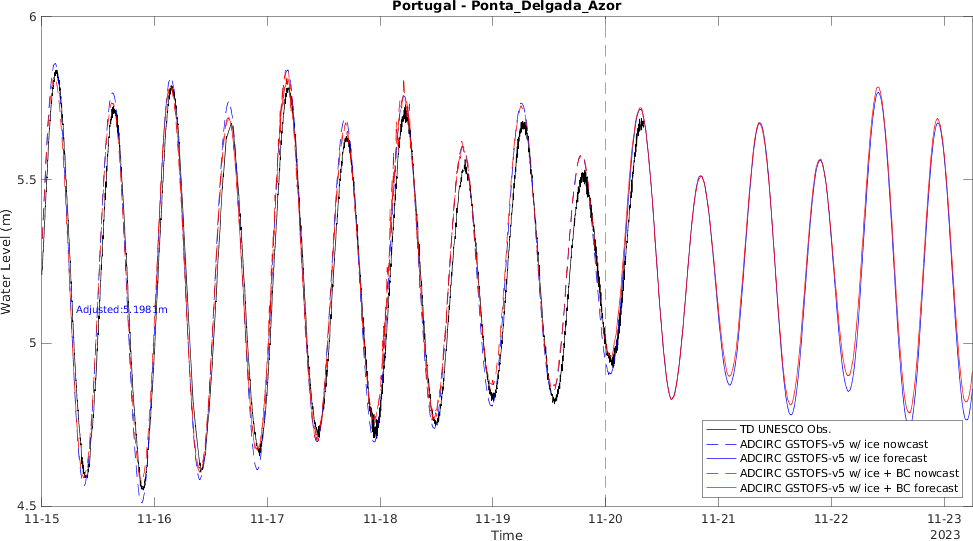 Portugal - Ponta_Delgada_Azor
6
5.5
5
4.5
Water Level (m)
Adjusted:5.1981m
TD UNESCO Obs.
ADCIRC GSTOFS-v5 w/ ice nowcast
ADCIRC GSTOFS-v5 w/ ice forecast
ADCIRC GSTOFS-v5 w/ ice + BC nowcast
ADCIRC GSTOFS-v5 w/ ice + BC forecast
11-15 11-16 11-17 11-18 11-19 11-20 11-21 11-22 11-23
Time
2023